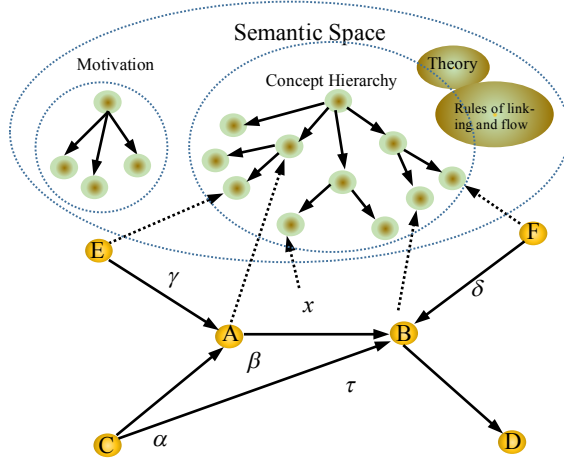 Semantic Space
Motivation
Theory
Concept Hierarchy
Rules of link-
ing and flow
E
F
γ
x
δ
A
B
β
τ
C
α
D